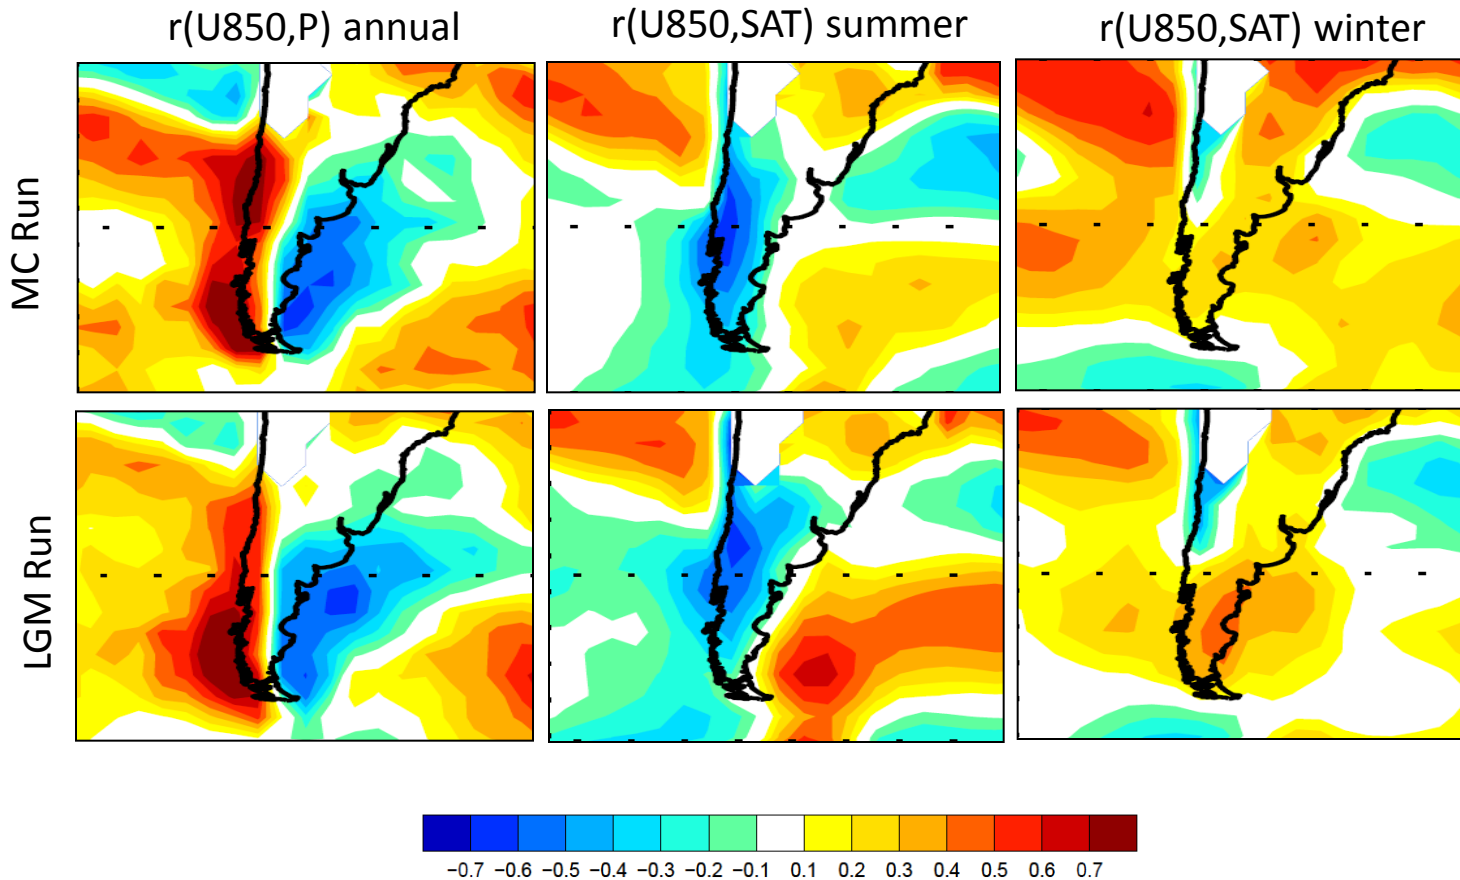 r(U850,P) annual
r(U850,SAT) summer
r(U850,SAT) winter
MC Run
LGM Run
−0.7 −0.6 −0.5 −0.4 −0.3 −0.2 −0.1 0.1 0.2 0.3 0.4 0.5 0.6 0.7